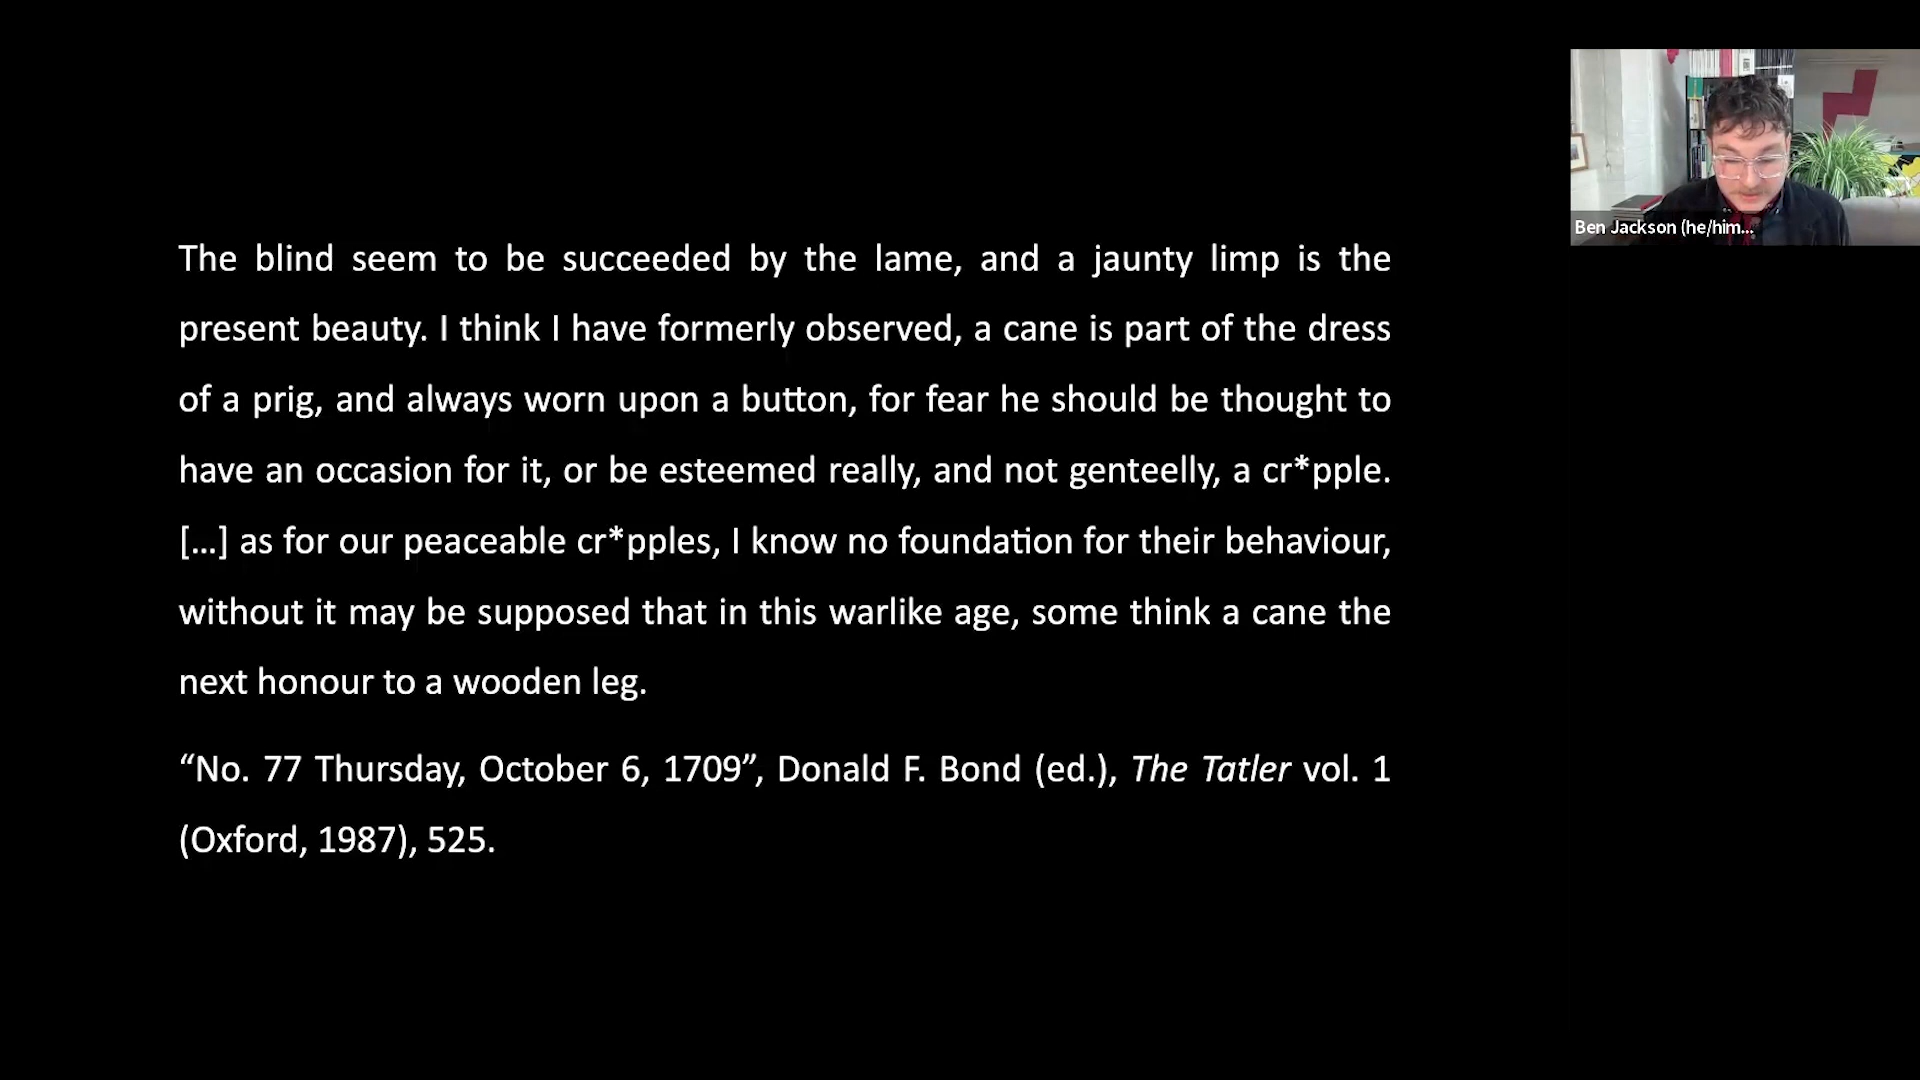 The blind seem to be succeeded by the lame, and a jaunty limp is the
present beauty. I think I have formerly observed, a cane is part of the dress
of a prig, and always worn upon a button, for fear he should be thought to
have an occasion for it, or be esteemed really, and not genteelly, a cr*pple.
[...] as for our peaceable cr*pples, I know no foundation for their behaviour,
without it may be supposed that in this warlike age, some think a cane the
next honour to a wooden leg.
“No. 77 Thursday, October 6, 1709”, Donald F. Bond (ed.), The Tatler vol. 1
(Oxford, 1987), 525.
Ben Jackson (he/him...